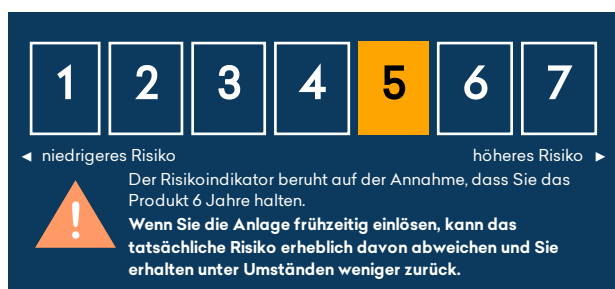 1 2 3 4 5 6 7
◄ niedrigeres Risiko höheres Risiko ►
Der Risikoindikator beruht auf der Annahme, dass Sie das
Produkt 6 Jahre halten.
Wenn Sie die Anlage frühzeitig einlösen, kann das
tatsächliche Risiko erheblich davon abweichen und Sie
erhalten unter Umständen weniger zurück.
!